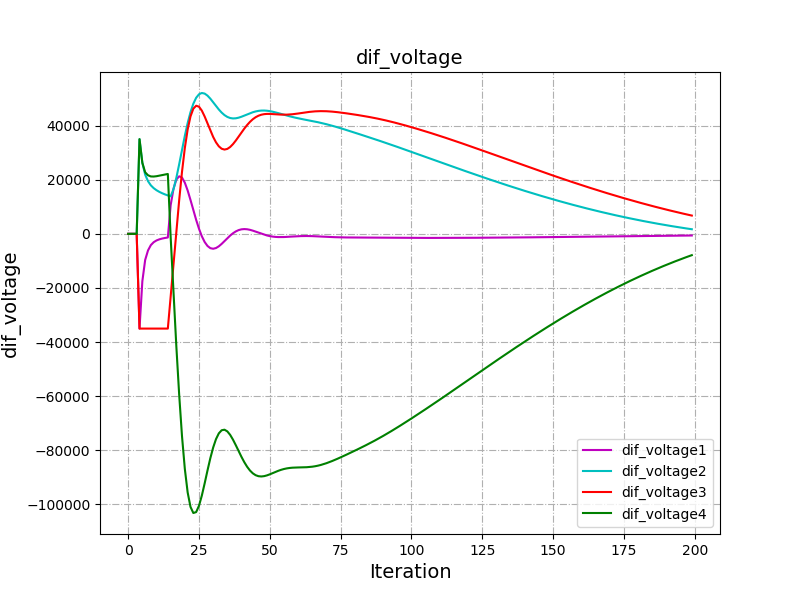 dif_voltage
dif_voltage
40000
20000
0
−20000
−40000
−60000
−80000
−100000
0 25 50 75 100 125 150 175 200
Iteration
dif_voltage1
dif_voltage2
dif_voltage3
dif_voltage4